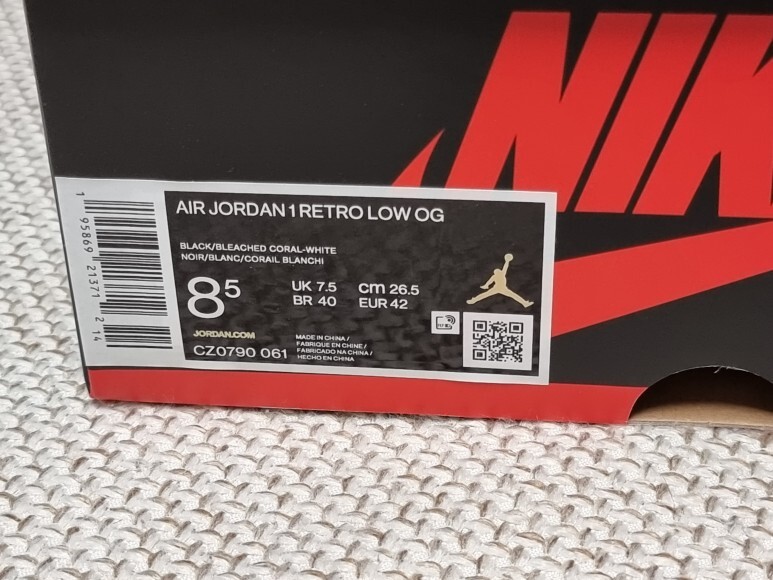 NIK
AIR JORDAN 1 RETRO LOW OG
BLACK/BLEACHED CORAL-WHITE
NOIR/BLANC/CORAIL BLANCHI
8⁵
UK 7.5 cm 26.5
BR 40 EUR 42
JORDAN.COM
CZ0790 061
MADE IN CHINA /
FABRIQUE EN CHINE /
FABRICADO NA CHINA /
HECHO EN CHINA
1 95869 21371 2 14